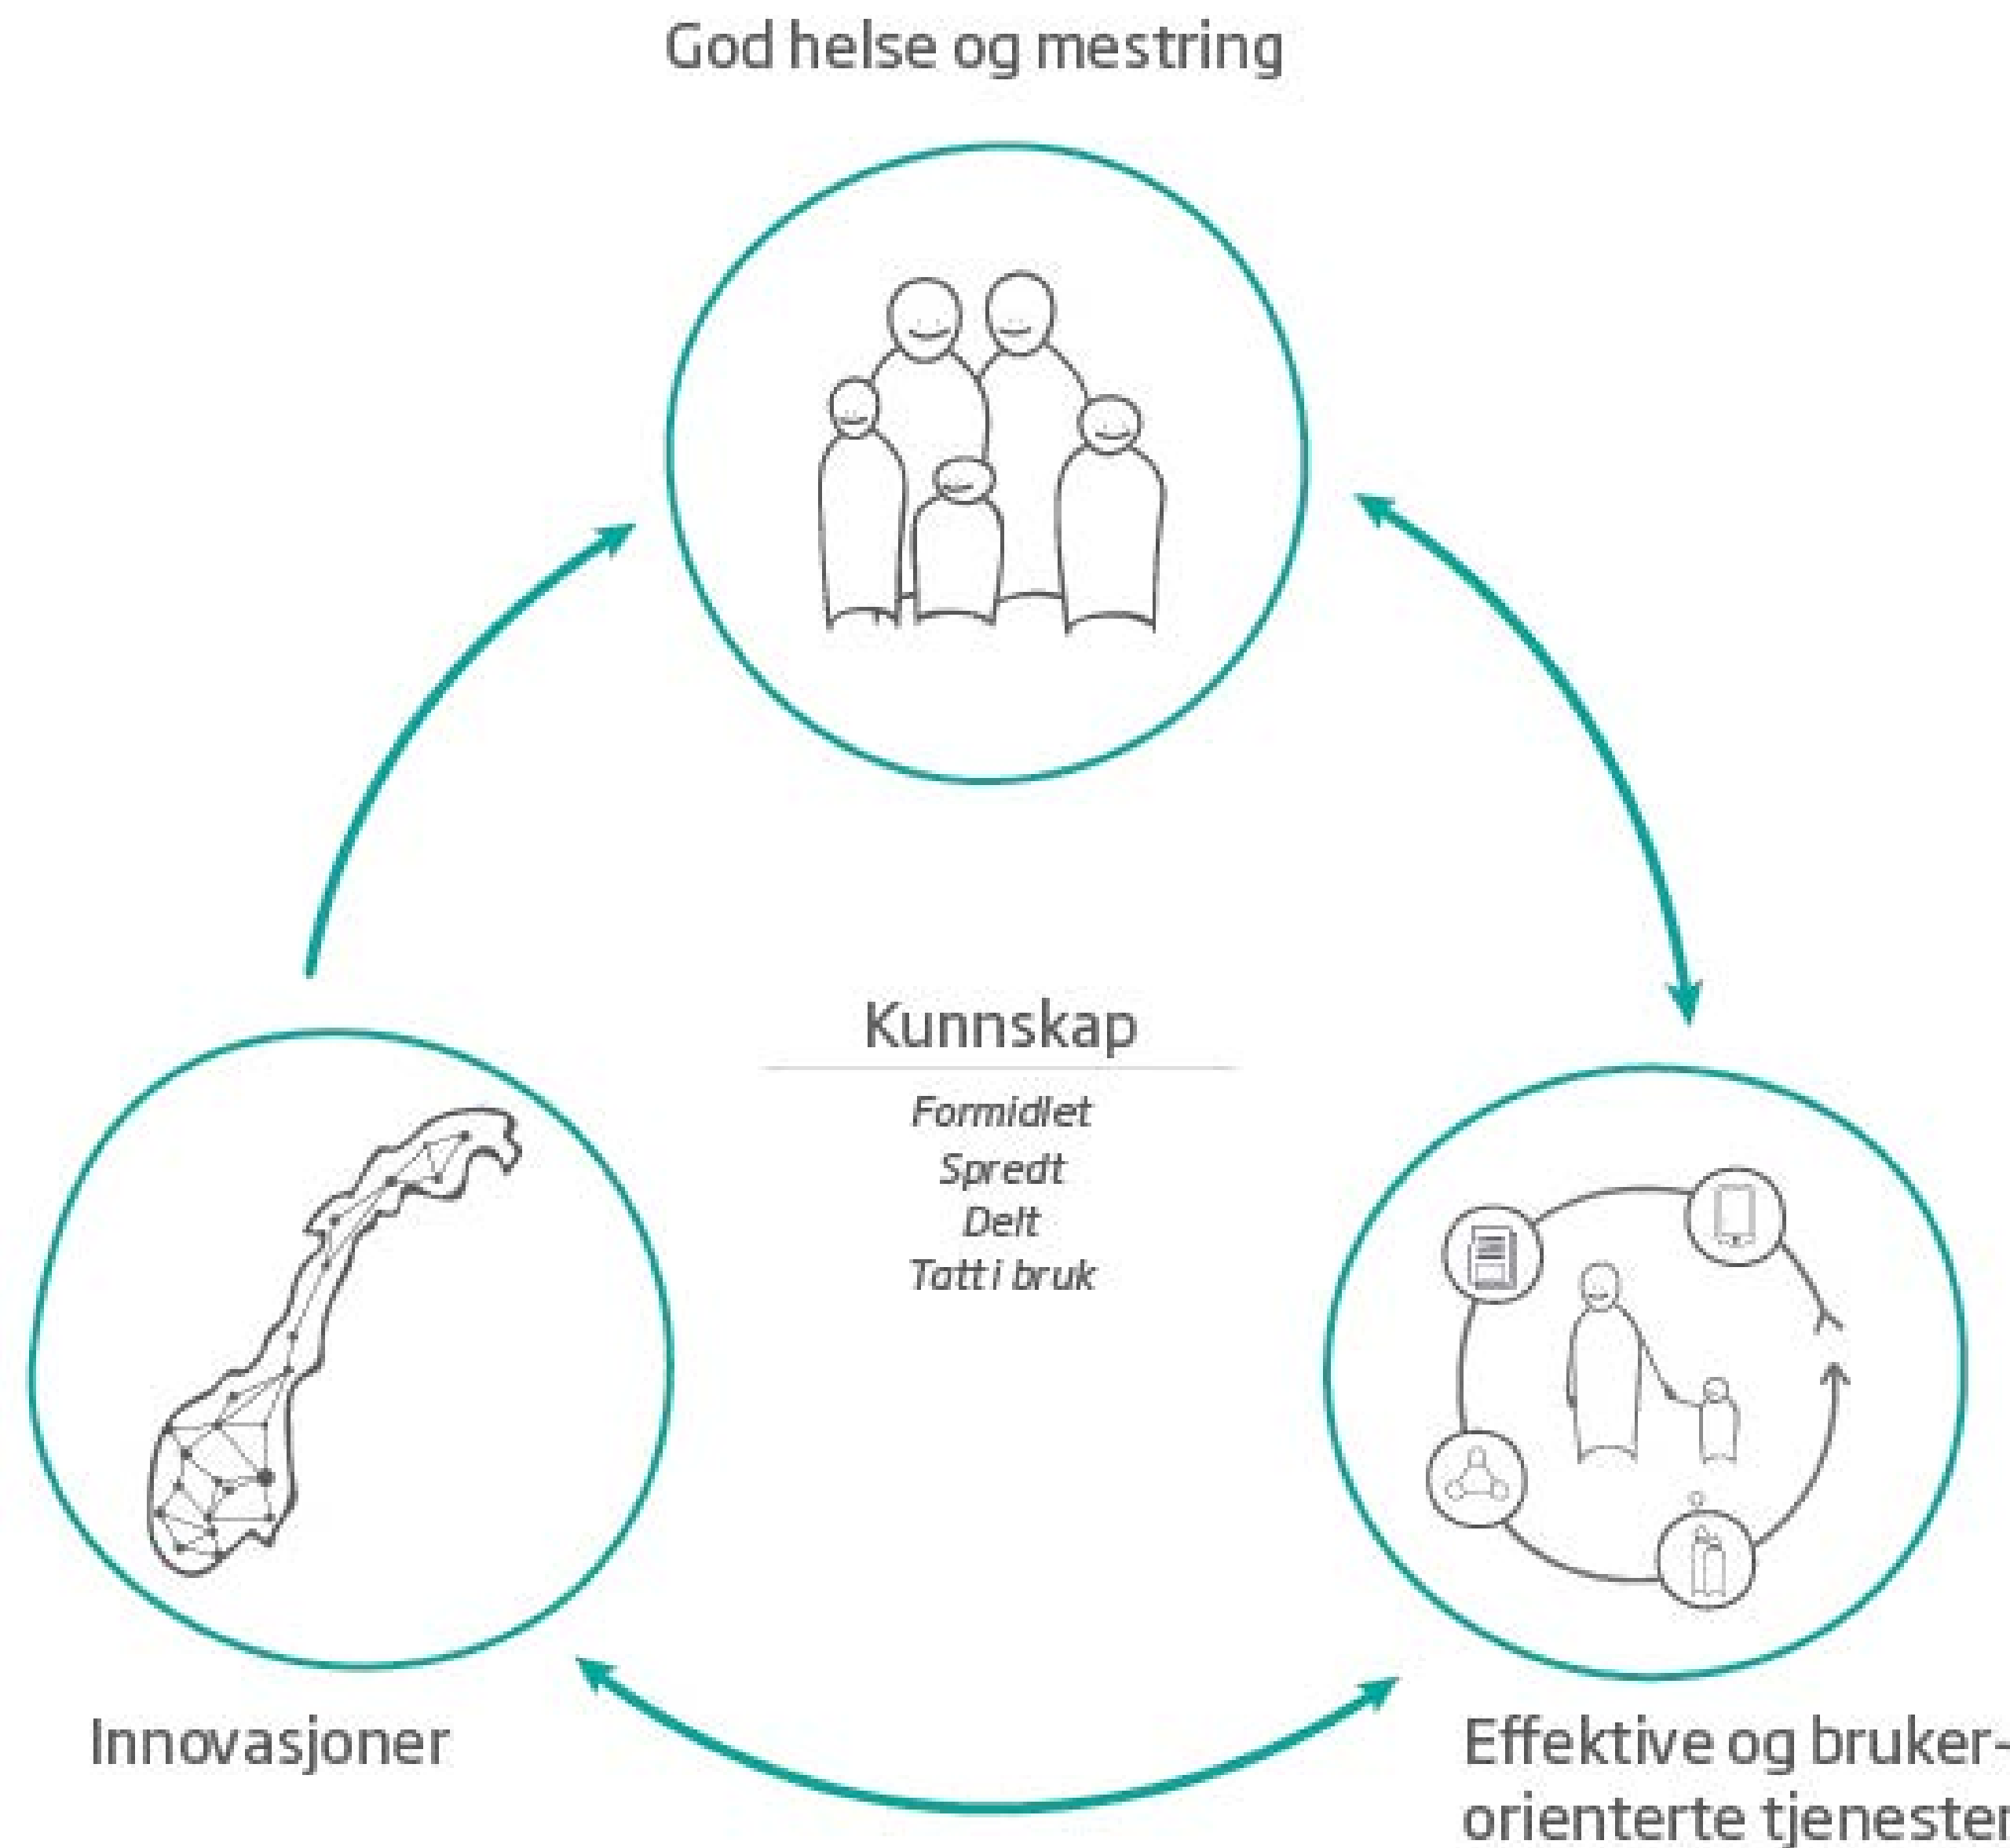 God helse og mestring
Kunnskap
Formidlet
Spredt
Delt
Tatt i bruk
Innovasjoner
Effektive og bruker-
orienterte tjenester